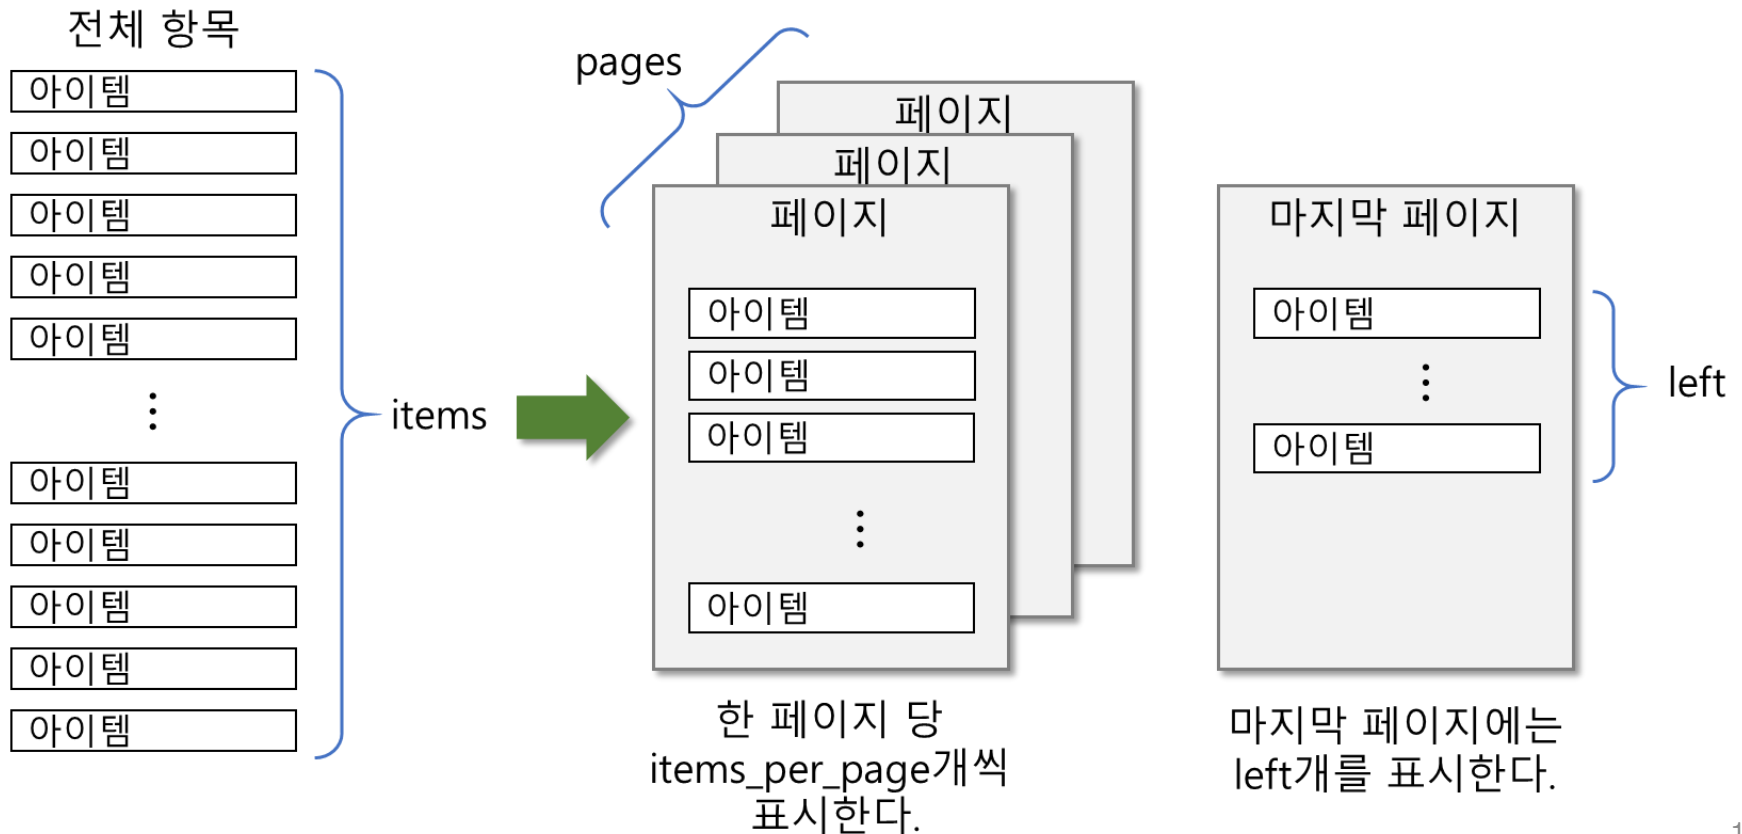 전체 항목
아이템
아이템
아이템
아이템
아이템
⋮
아이템
아이템
아이템
아이템
아이템
items
pages
페이지
페이지
페이지
아이템
아이템
아이템
⋮
아이템
한 페이지 당
items_per_page개씩
표시한다.
마지막 페이지
아이템
⋮
아이템
left
마지막 페이지에는
left개를 표시한다.
1